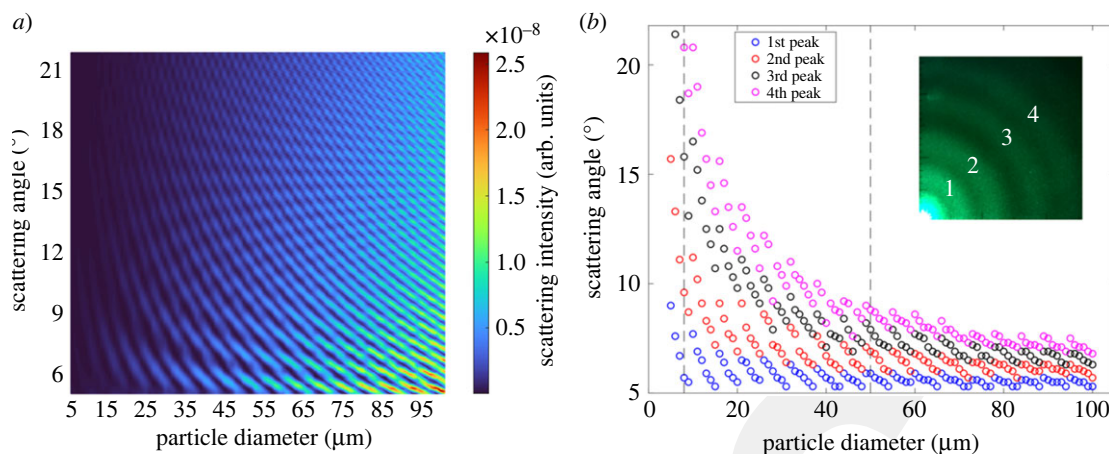 a)
scattering angle (°)
21
18
15
12
9
6
5 15 25 35 45 55 65 75 85 95
particle diameter (μm)
×10⁻⁸
2.5
2.0
1.5
1.0
0.5
scattering intensity (arb. units)
(b)
scattering angle (°)
20
15
10
5
0 20 40 60 80 100
particle diameter (μm)
1st peak
2nd peak
3rd peak
4th peak
1
2
3
4